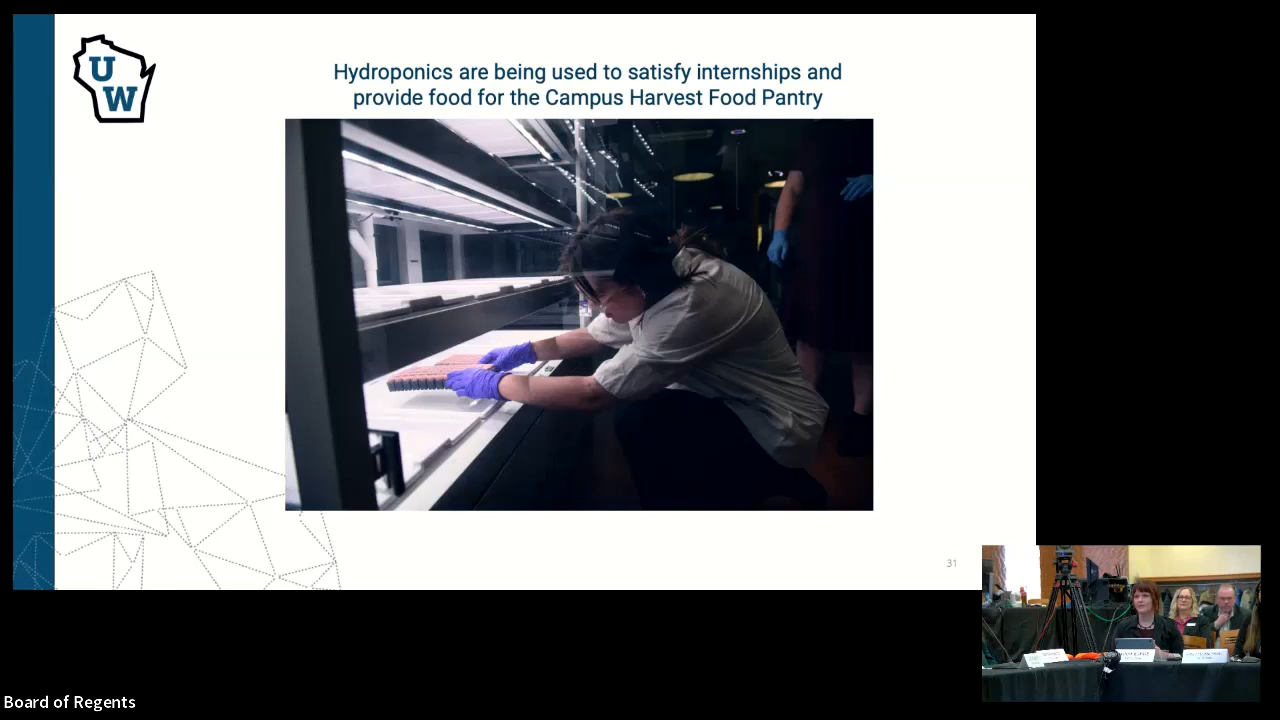 U
W
Hydroponics are being used to satisfy internships and
provide food for the Campus Harvest Food Pantry
31
Board of Regents